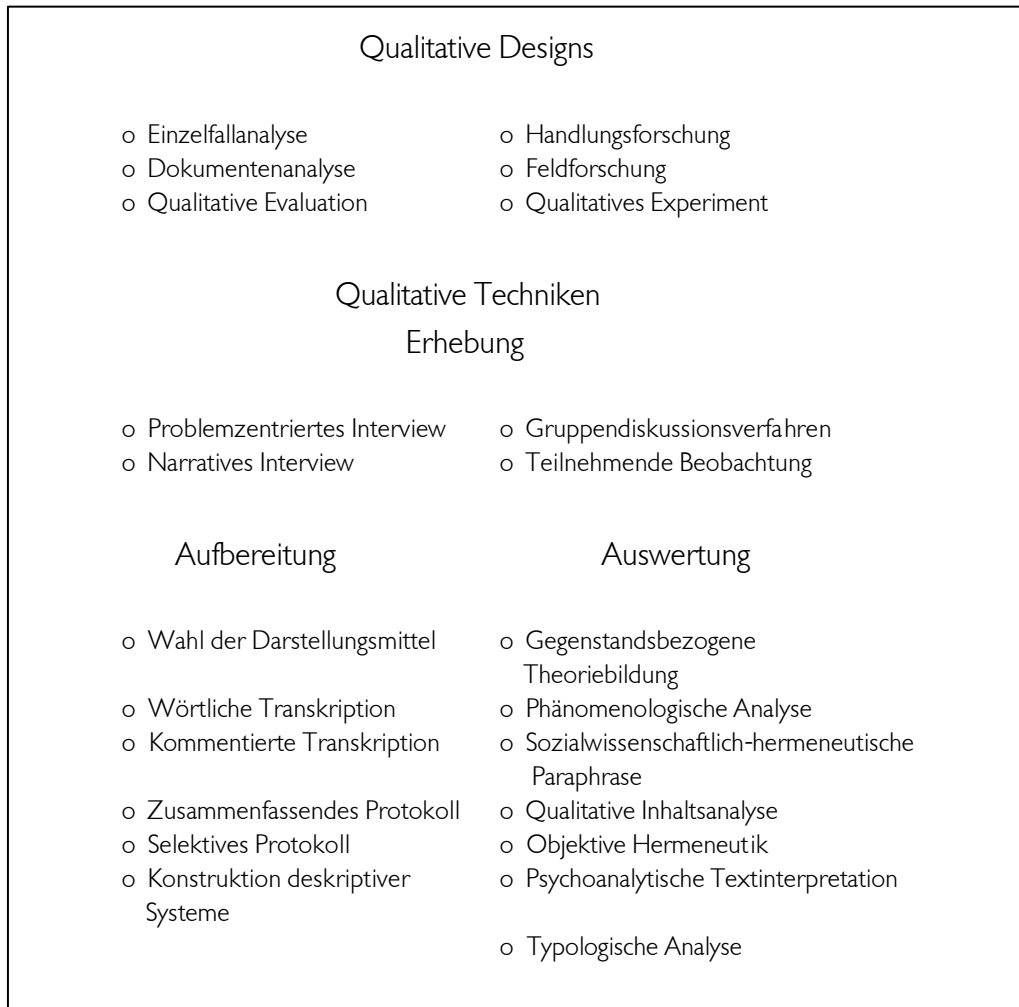 Qualitative Designs
o Einzelfallanalyse
o Dokumentenanalyse
o Qualitative Evaluation
o Handlungsforschung
o Feldforschung
o Qualitatives Experiment
Qualitative Techniken
Erhebung
o Problemzentriertes Interview
o Narratives Interview
o Gruppendiskussionsverfahren
o Teilnehmende Beobachtung
Aufbereitung
o Wahl der Darstellungsmittel
o Wörtliche Transkription
o Kommentierte Transkription
o Zusammenfassendes Protokoll
o Selektives Protokoll
o Konstruktion deskriptiver
Systeme
Auswertung
o Gegenstandsbezogene
Theoriebildung
o Phänomenologische Analyse
o Sozialwissenschaftlich-hermeneutische
Paraphrase
o Qualitative Inhaltsanalyse
o Objektive Hermeneutik
o Psychoanalytische Textinterpretation
o Typologische Analyse